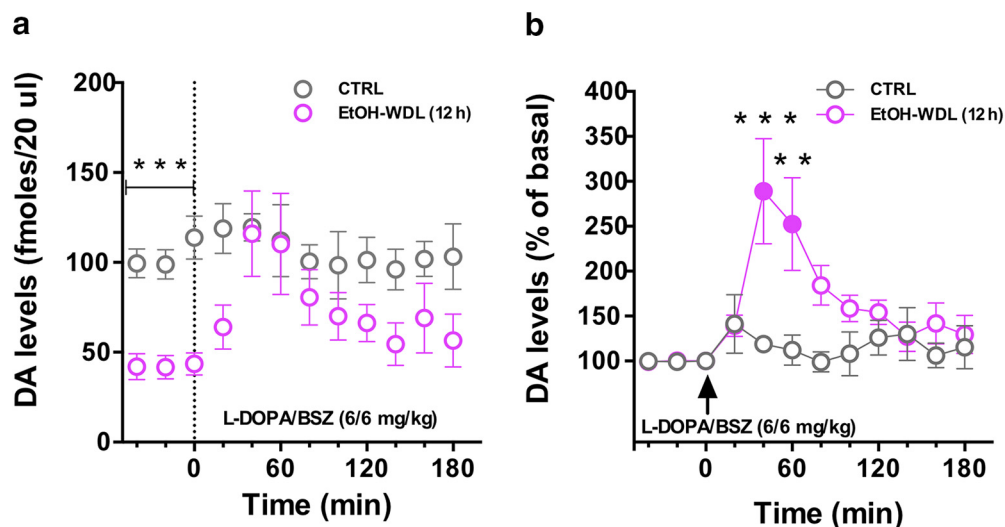 a
DA levels (fmoles/20 ul)
200
150
100
50
0
CTRL
EtOH-WDL (12 h)
* * *
L-DOPA/BSZ (6/6 mg/kg)
0 60 120 180
Time (min)
b
DA levels (% of basal)
400
350
300
250
200
150
100
CTRL
EtOH-WDL (12 h)
* * *
* *
L-DOPA/BSZ (6/6 mg/kg)
0 60 120 180
Time (min)